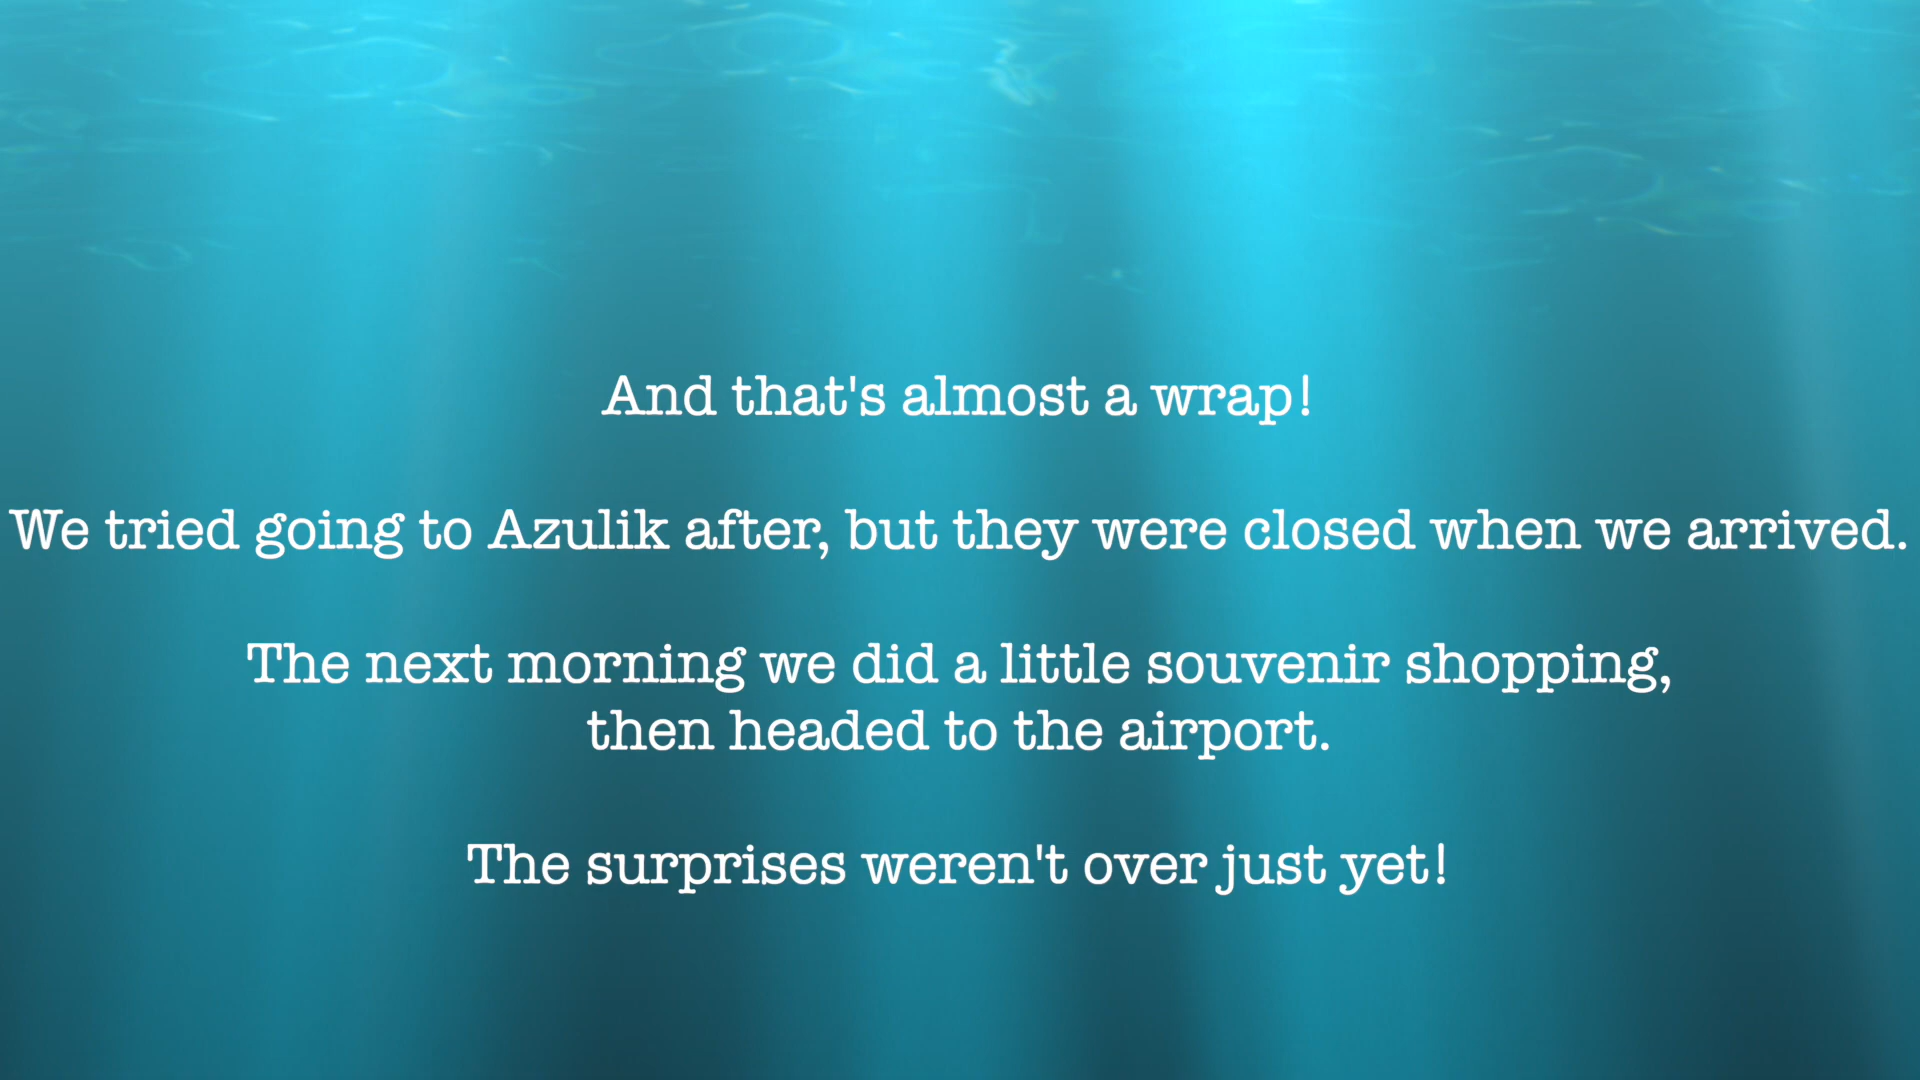 And that's almost a wrap!
We tried going to Azulik after, but they were closed when we arrived.
The next morning we did a little souvenir shopping,
then headed to the airport.
The surprises weren't over just yet!